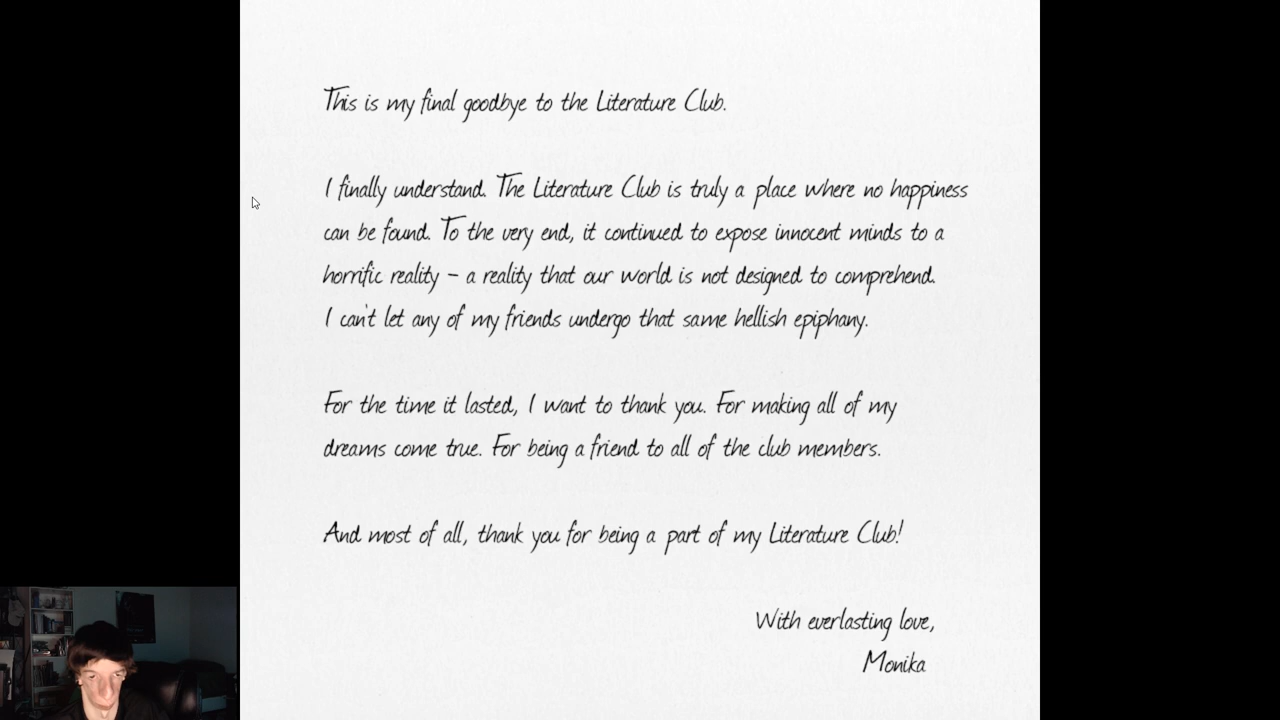 This is my final goodbye to the Literature Club.
I finally understand. The Literature Club is truly a place where no happiness
can be found. To the very end, it continued to expose innocent minds to a
horrific reality – a reality that our world is not designed to comprehend.
I can't let any of my friends undergo that same hellish epiphany.
For the time it lasted, I want to thank you. For making all of my
dreams come true. For being a friend to all of the club members.
And most of all, thank you for being a part of my Literature Club!
With everlasting love,
Monika